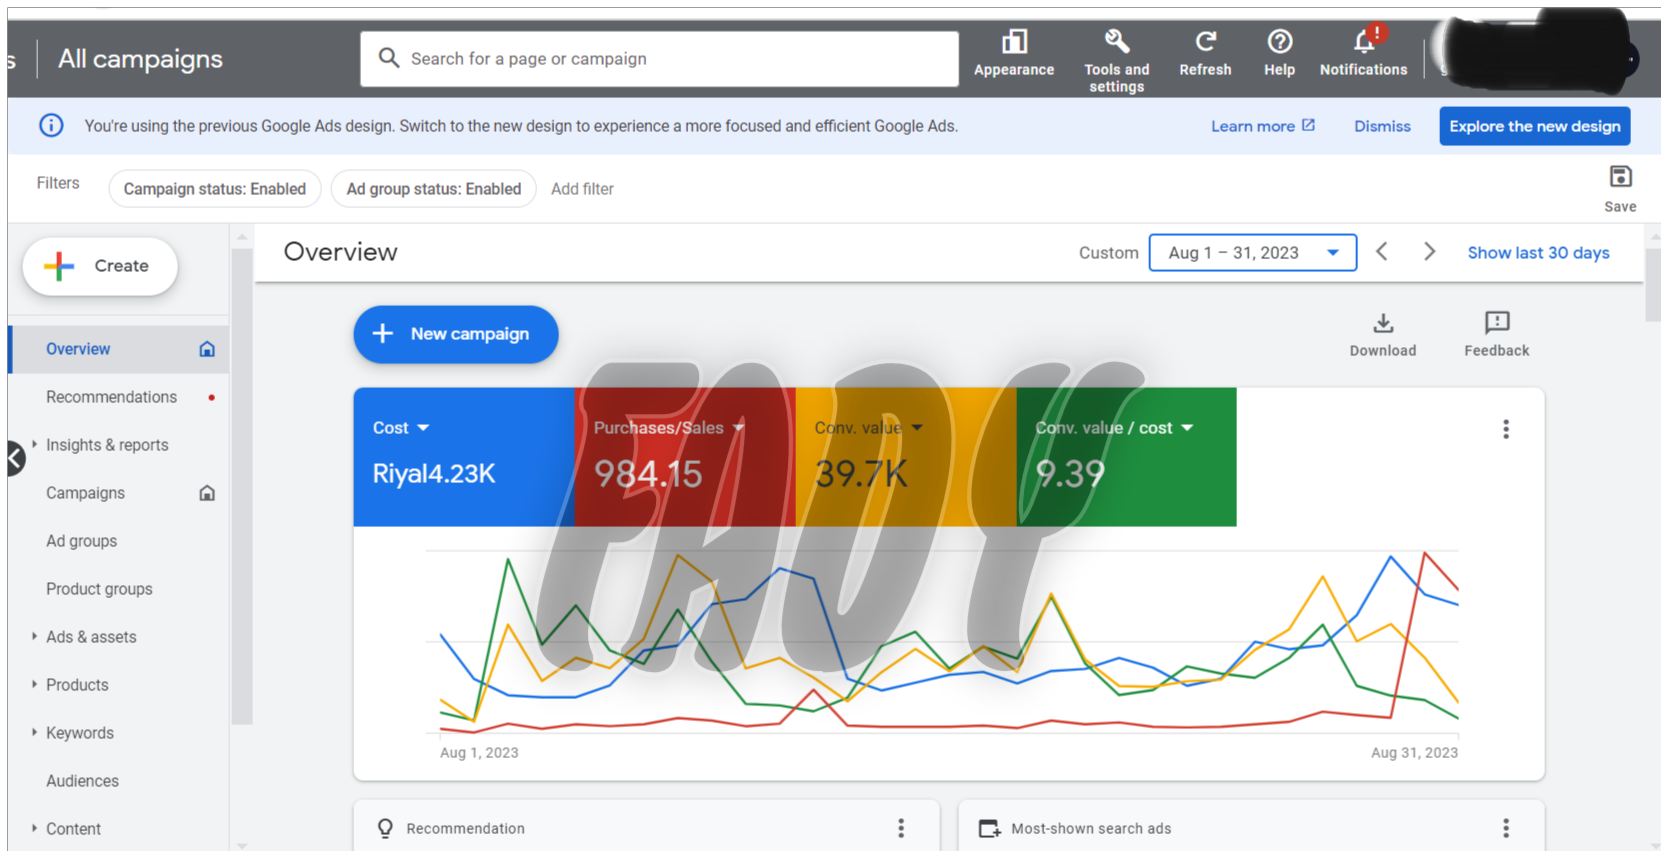 s
All campaigns
Search for a page or campaign
Appearance
Tools and
settings
Refresh
Help
!
Notifications
You're using the previous Google Ads design. Switch to the new design to experience a more focused and efficient Google Ads.
Learn more
Dismiss
Explore the new design
Filters
Campaign status: Enabled
Ad group status: Enabled
Add filter
Save
Create
Overview
Custom
Aug 1 – 31, 2023
Show last 30 days
Overview
Recommendations
Insights & reports
Campaigns
Ad groups
Product groups
Ads & assets
Products
Keywords
Audiences
Content
New campaign
Download
Feedback
Cost
Riyal4.23K
Purchases/Sales
984.15
Conv. value
39.7K
Conv. value / cost
9.39
FADY
Aug 1, 2023
Aug 31, 2023
Recommendation
Most-shown search ads